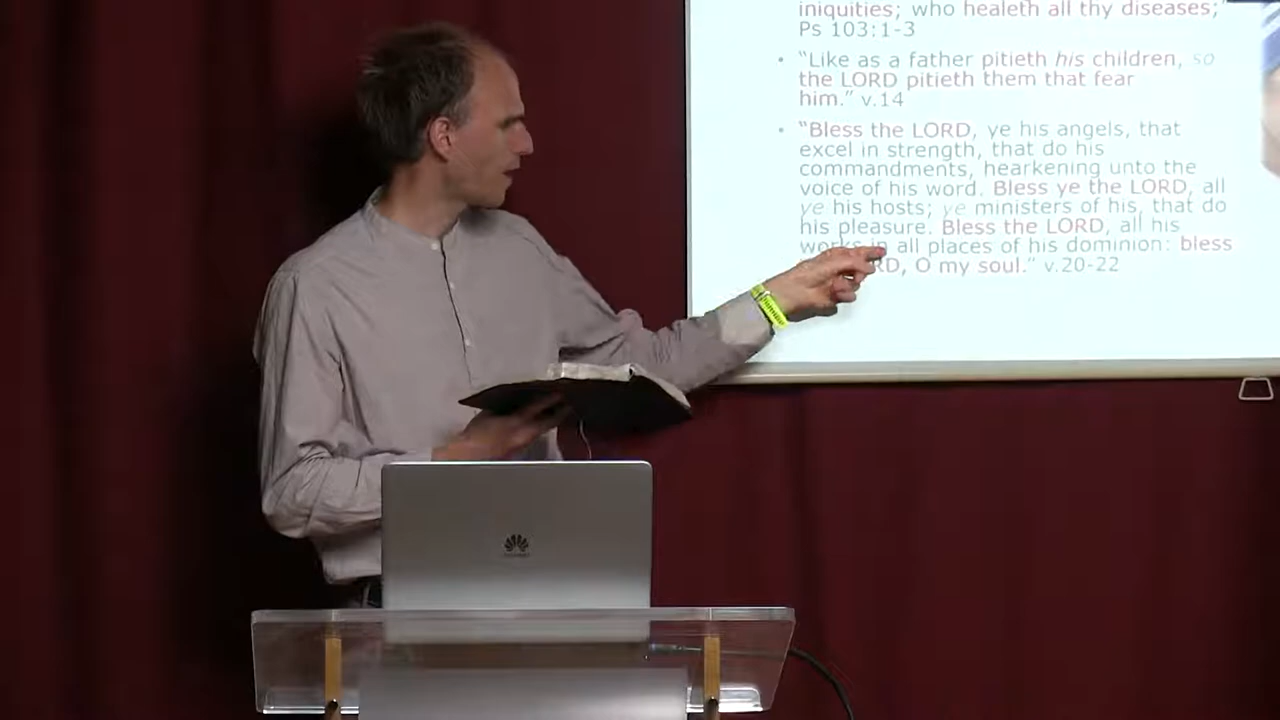 iniquities; who healeth all thy diseases;"
Ps 103:1-3
• "Like as a father pitieth his children, so
the LORD pitieth them that fear
him." v.14
• "Bless the LORD, ye his angels, that
excel in strength, that do his
commandments, hearkening unto the
voice of his word. Bless ye the LORD, all
ye his hosts; ye ministers of his, that do
his pleasure. Bless the LORD, all his
works in all places of his dominion: bless
RD, O my soul." v.20-22